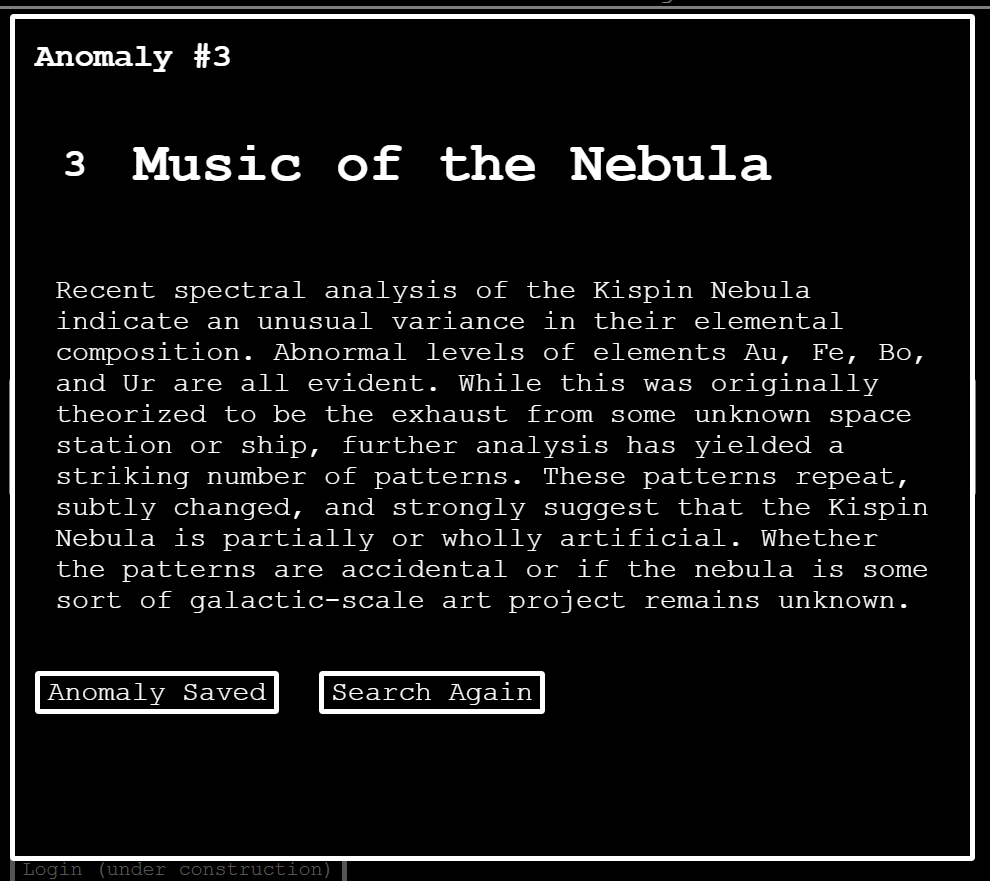 Anomaly #3
3 Music of the Nebula
Recent spectral analysis of the Kispin Nebula
indicate an unusual variance in their elemental
composition. Abnormal levels of elements Au, Fe, Bo,
and Ur are all evident. While this was originally
theorized to be the exhaust from some unknown space
station or ship, further analysis has yielded a
striking number of patterns. These patterns repeat,
subtly changed, and strongly suggest that the Kispin
Nebula is partially or wholly artificial. Whether
the patterns are accidental or if the nebula is some
sort of galactic-scale art project remains unknown.
Anomaly Saved Search Again
Login (under construction)